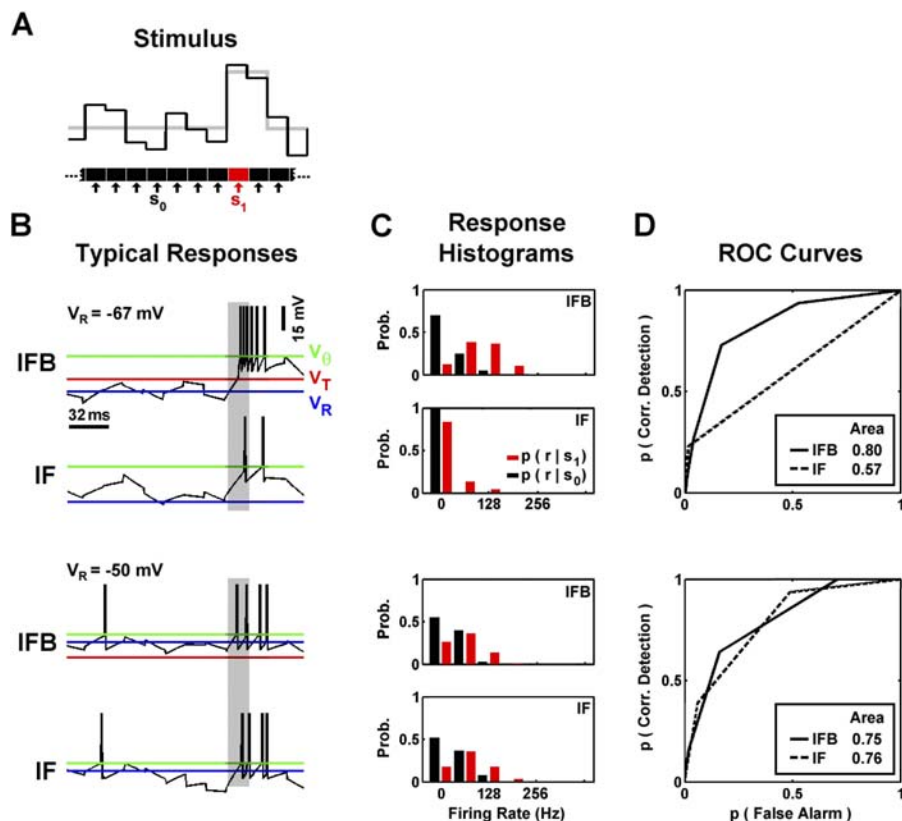 A
Stimulus
s0
s1
B
Typical Responses
VR = -67 mV
15 mV
IFB
Vθ
VT
VR
32 ms
IF
VR = -50 mV
IFB
IF
C
Response
Histograms
Prob.
1
0.5
0
IFB
Prob.
1
0.5
0
IF
p ( r | s1 )
p ( r | s0 )
0 128 256
Prob.
1
0.5
0
IFB
Prob.
1
0.5
0
IF
0 128 256
Firing Rate (Hz)
D
ROC Curves
p ( Corr. Detection )
1
0.5
0
Area
IFB 0.80
IF 0.57
0 0.5 1
p ( Corr. Detection )
1
0.5
0
Area
IFB 0.75
IF 0.76
0 0.5 1
p ( False Alarm )